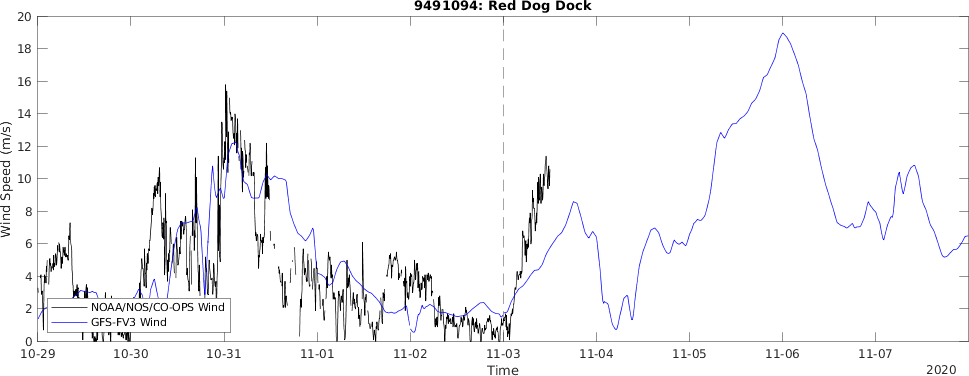 9491094: Red Dog Dock
20
18
16
14
12
10
8
6
4
2
0
Wind Speed (m/s)
NOAA/NOS/CO-OPS Wind
GFS-FV3 Wind
10-29 10-30 10-31 11-01 11-02 11-03 11-04 11-05 11-06 11-07
Time
2020